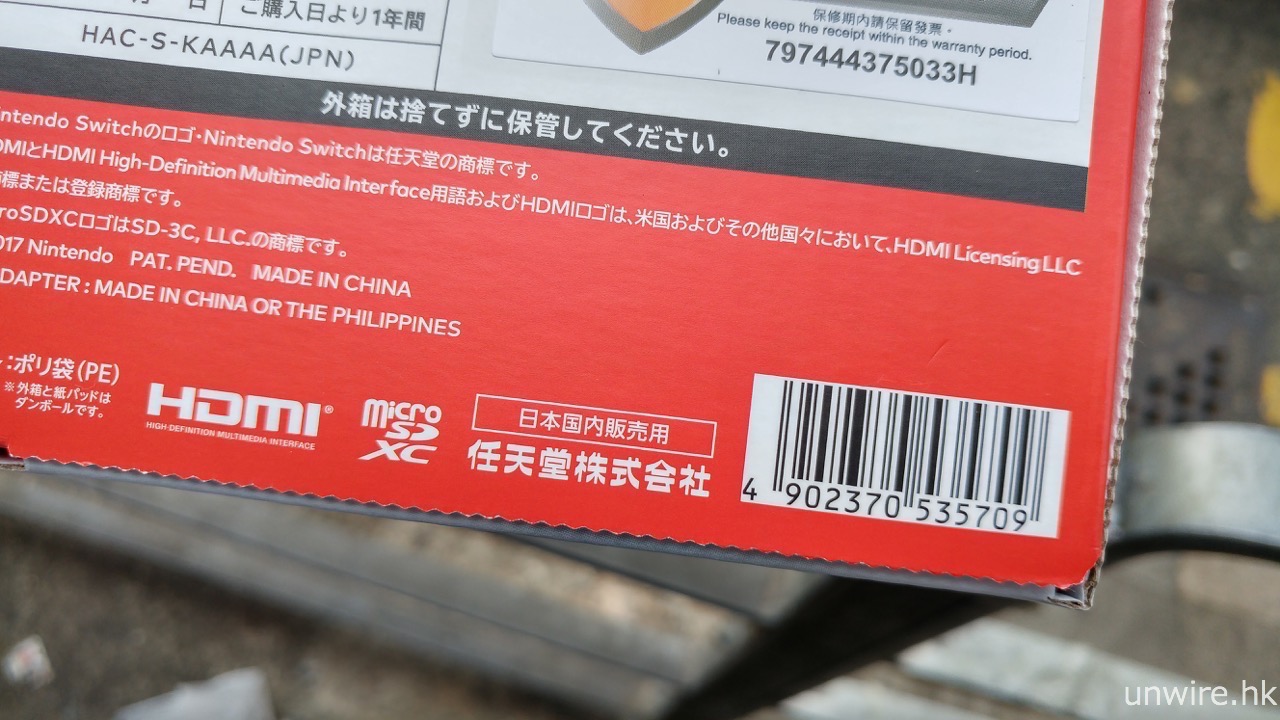 ご購入日より1年間
HAC-S-KAAAA(JPN)
保修期內請保留發票。
Please keep the receipt within the warranty period.
797444375033H
外箱は捨てずに保管してください。
intendo Switchのロゴ・Nintendo Switchは任天堂の商標です。
DMIとHDMI High-Definition Multimedia Interface用語およびHDMIロゴは、米国およびその他国々において、HDMI Licensing LLC
商標または登録商標です。
roSDXCロゴはSD-3C, LLC.の商標です。
017 Nintendo PAT. PEND. MADE IN CHINA
DAPTER : MADE IN CHINA OR THE PHILIPPINES
:ポリ袋(PE)
※外箱と紙パッドは
ダンボールです。
HDMI®
HIGH-DEFINITION MULTIMEDIA INTERFACE
micro
SD
XC
日本国内販売用
任天堂株式会社
4 902370 535709
unwire.hk